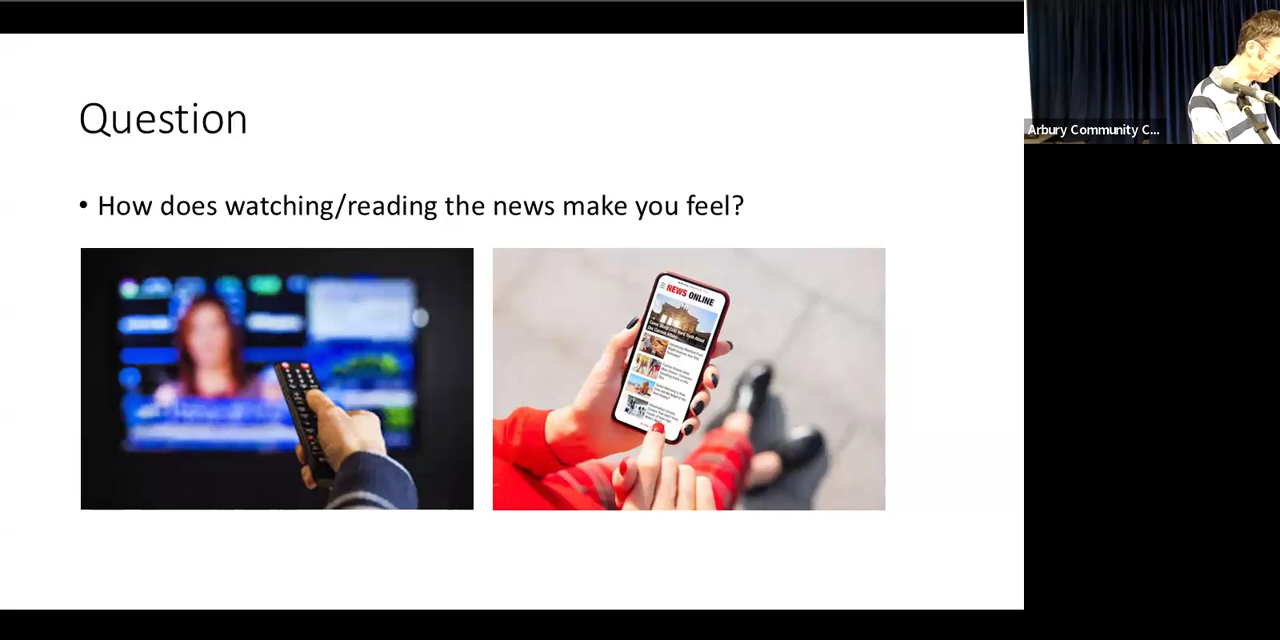 Question
• How does watching/reading the news make you feel?
NEWS ONLINE
Arbury Community C...